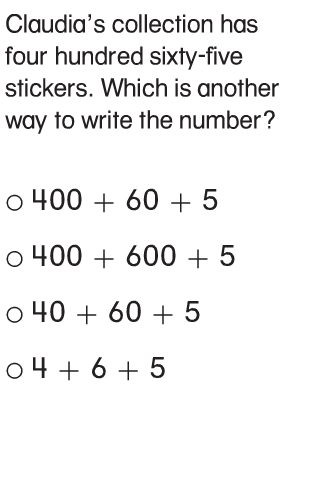 Claudia's collection has
four hundred sixty-five
stickers. Which is another
way to write the number?
○ 400 + 60 + 5
○ 400 + 600 + 5
○ 40 + 60 + 5
○ 4 + 6 + 5